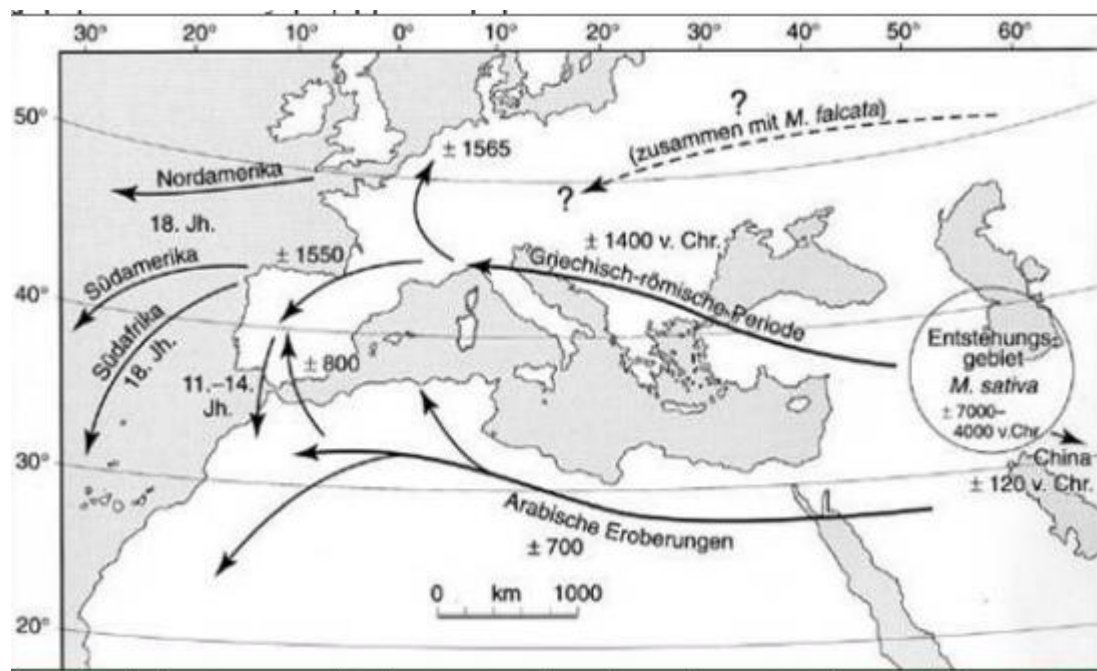 30° 20° 10° 0° 10° 20° 30° 40° 50° 60°
50°
40°
30°
20°
?
(zusammen mit M. falcata)
?
± 1565
Nordamerika
18. Jh.
± 1550
± 1400 v. Chr.
Griechisch-römische-Periode
Südamerika
Südafrika
18. Jh.
Entstehungs-
gebiet
M. sativa
± 7000–
4000 v.Chr.
± 800
11.–14.
Jh.
China
± 120 v. Chr.
Arabische Eroberungen
± 700
0 km 1000